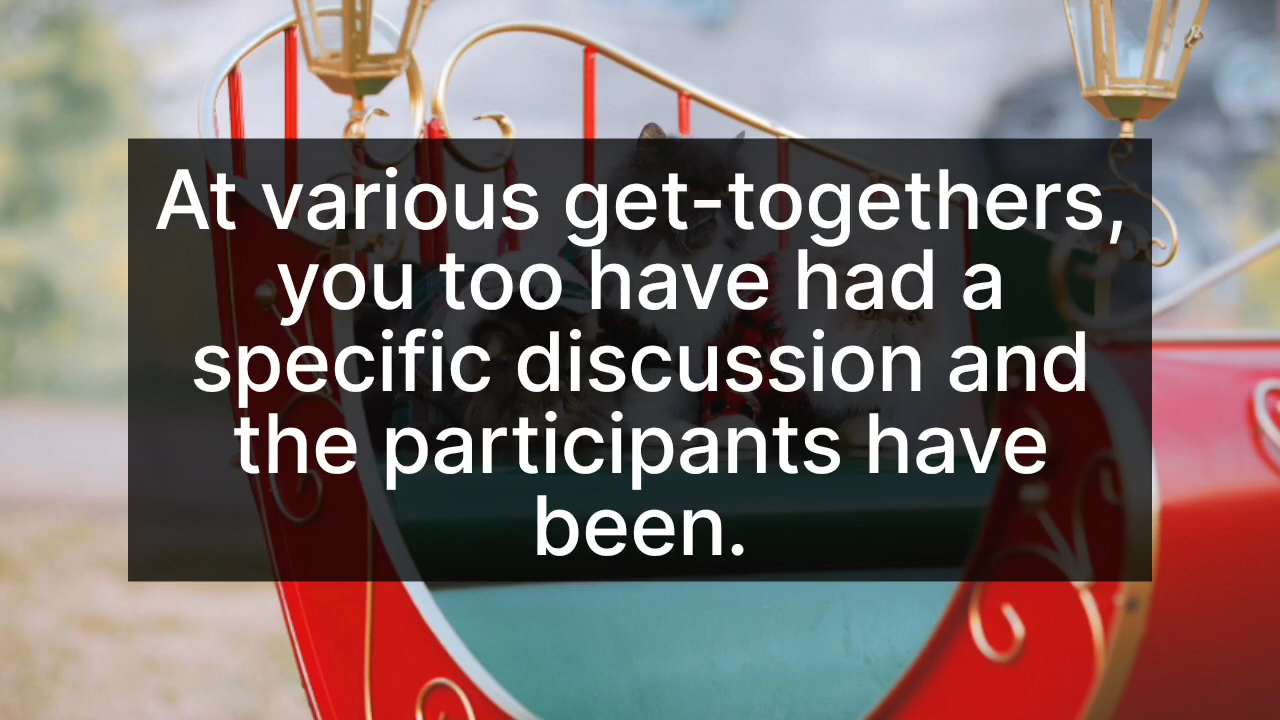 At various get-togethers,
you too have had a
specific discussion and
the participants have
been.